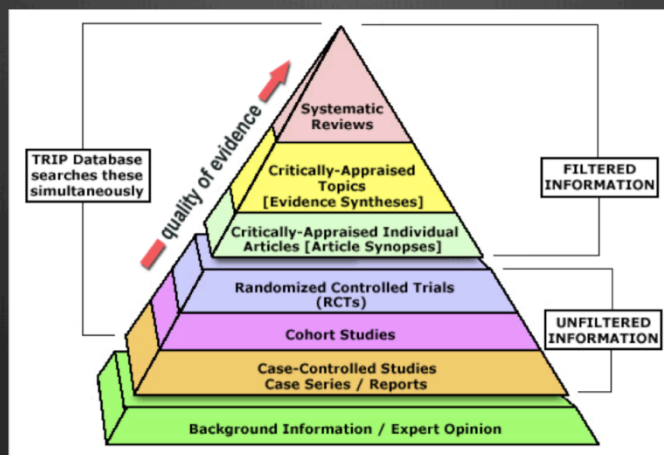 Systematic
Reviews
quality of evidence
TRIP Database
searches these
simultaneously
Critically-Appraised
Topics
[Evidence Syntheses]
FILTERED
INFORMATION
Critically-Appraised Individual
Articles [Article Synopses]
Randomized Controlled Trials
(RCTs)
UNFILTERED
INFORMATION
Cohort Studies
Case-Controlled Studies
Case Series / Reports
Background Information / Expert Opinion